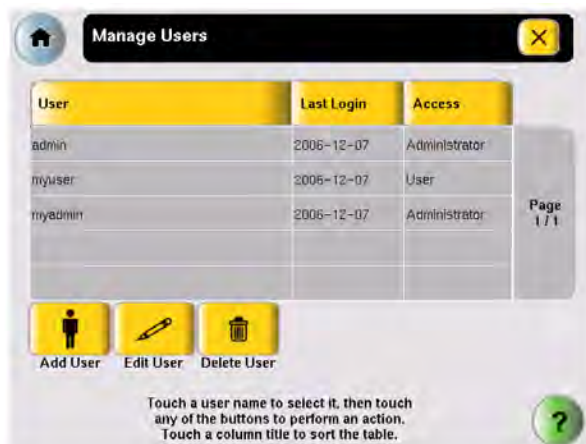 Manage Users
User Last Login Access
admin 2006-12-07 Administrator
myuser 2006-12-07 User
myadmin 2006-12-07 Administrator
Page
1 / 1
Add User Edit User Delete User
Touch a user name to select it, then touch
any of the buttons to perform an action.
Touch a column title to sort the table.
?